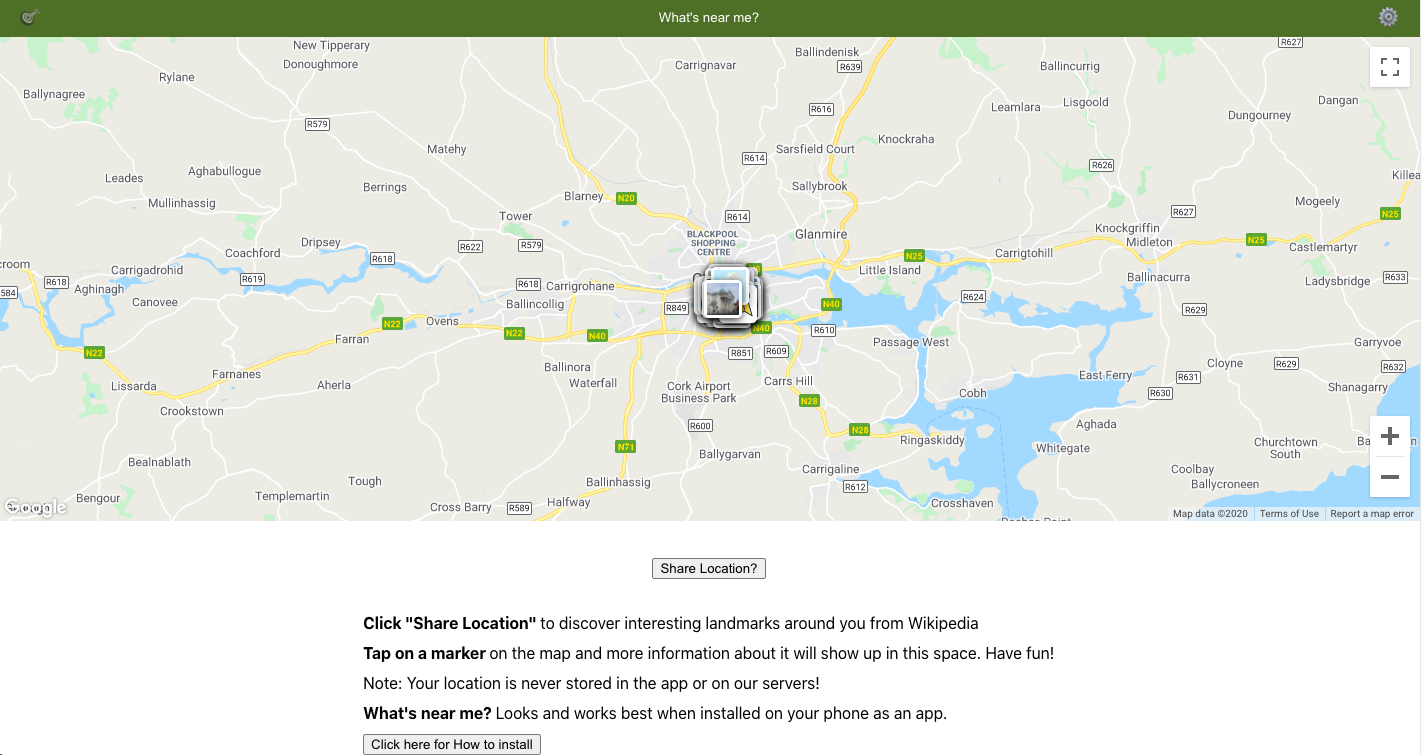 What's near me?
New Tipperary
Donoughmore
Ballindenisk
R627
R639
Carrignavar
Ballincurrig
Rylane
Ballynagree
Lisgoold
Dangan
Leamlara
R616
Dungourney
R579
Knockraha
Matehy
Sarsfield Court
R614
R626
Aghabullogue
Leades
Berrings
Sallybrook
Blarney
N20
Mullinhassig
Mogeely
R627
N25
Tower
R614
Glanmire
BLACKPOOL
SHOPPING
CENTRE
Knockgriffin
Midleton
N25
Castlemartyr
Dripsey
R622
R579
Coachford
R618
N25
Carrigtohill
Carrigadrohid
R619
R618
Aghinagh
Canovee
R618
Carrigrohane
Little Island
Ballinacurra
R633
Ladysbridge
584
Ballincollig
R849
N40
R624
R629
Ovens
N22
N22
N40
N40
R610
Farran
Passage West
Garryvoe
N22
R851
R609
Cloyne
R629
R632
Ballinora
Waterfall
Farnanes
Lissarda
Aherla
Cork Airport
Business Park
Carrs Hill
East Ferry
R631
Shanagarry
R630
Cobh
N28
Crookstown
R600
N28
Ringaskiddy
Aghada
N71
Whitegate
Churchtown
South
Ballygarvan
Bealnablath
Carrigaline
Coolbay
Ballycroneen
Tough
Ballinhassig
R612
Bengour
Templemartin
Halfway
Cross Barry
R589
Crosshaven
Google
Map data ©2020
Terms of Use
Report a map error
Share Location?
Click "Share Location" to discover interesting landmarks around you from Wikipedia
Tap on a marker on the map and more information about it will show up in this space. Have fun!
Note: Your location is never stored in the app or on our servers!
What's near me? Looks and works best when installed on your phone as an app.
Click here for How to install